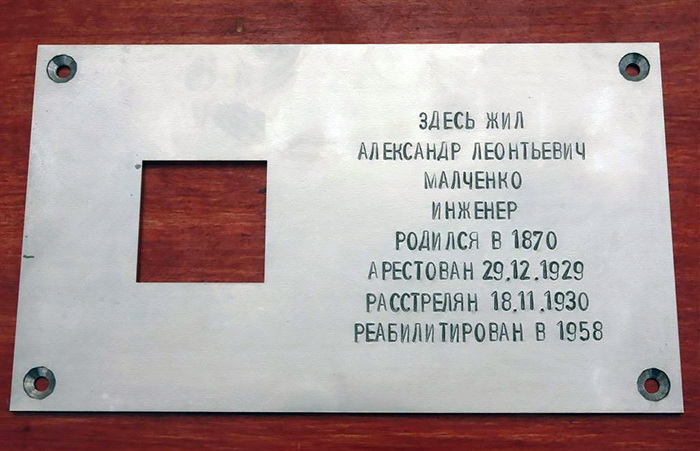 ЗДЕСЬ ЖИЛ
АЛЕКСАНДР ЛЕОНТЬЕВИЧ
МАЛЧЕНКО
ИНЖЕНЕР
РОДИЛСЯ В 1870
АРЕСТОВАН 29.12.1929
РАССТРЕЛЯН 18.11.1930
РЕАБИЛИТИРОВАН В 1958